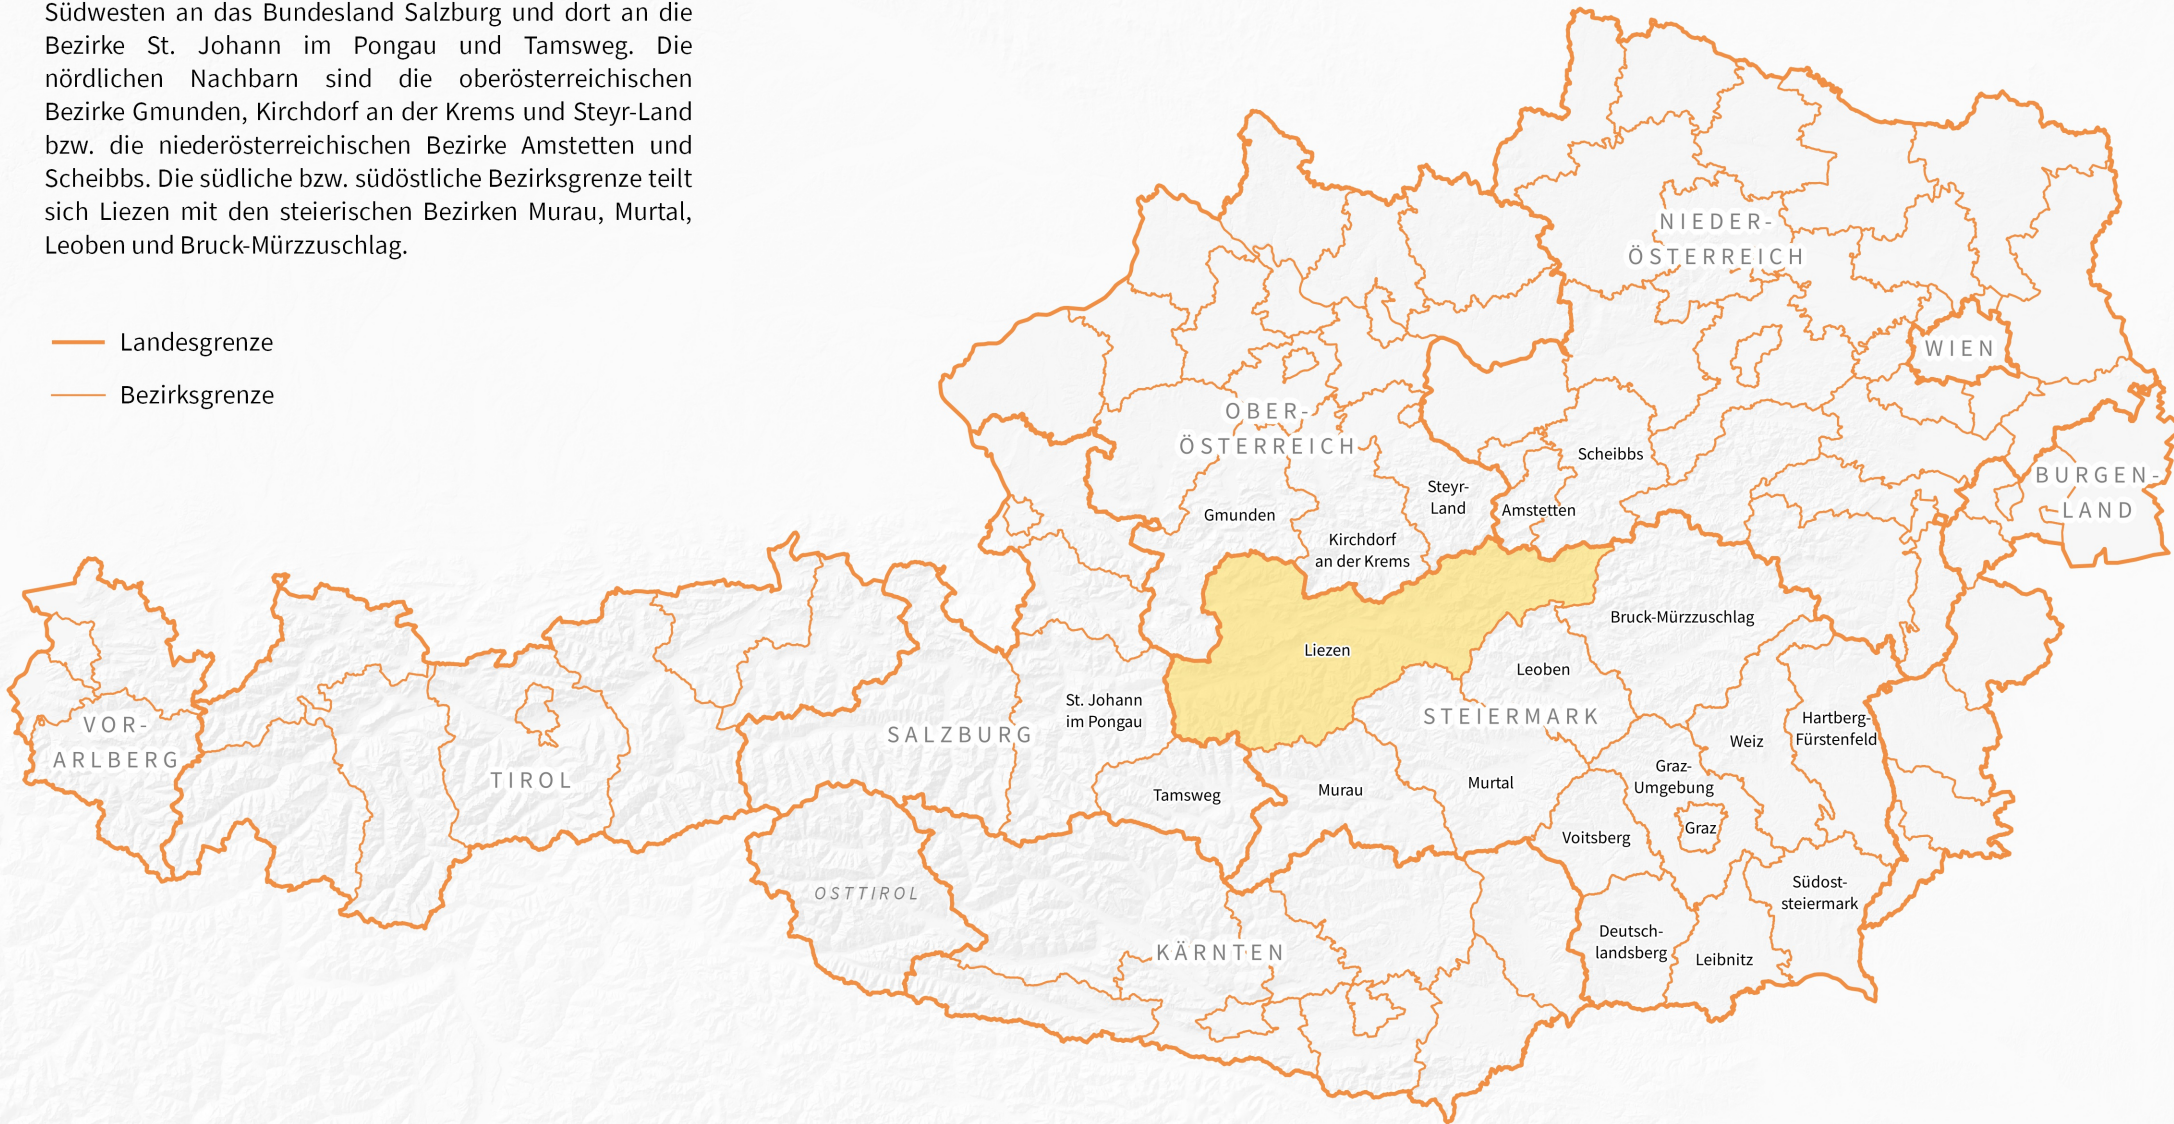 Südwesten an das Bundesland Salzburg und dort an die
Bezirke St. Johann im Pongau und Tamsweg. Die
nördlichen Nachbarn sind die oberösterreichischen
Bezirke Gmunden, Kirchdorf an der Krems und Steyr-Land
bzw. die niederösterreichischen Bezirke Amstetten und
Scheibbs. Die südliche bzw. südöstliche Bezirksgrenze teilt
sich Liezen mit den steierischen Bezirken Murau, Murtal,
Leoben und Bruck-Mürzzuschlag.
Landesgrenze
Bezirksgrenze
NIEDER-
ÖSTERREICH
WIEN
OBER-
ÖSTERREICH
Scheibbs
BURGEN-
LAND
Steyr-
Land
Amstetten
Gmunden
Kirchdorf
an der Krems
Bruck-Mürzzuschlag
Liezen
Leoben
St. Johann
im Pongau
STEIERMARK
Hartberg-
Fürstenfeld
VOR-
ARLBERG
SALZBURG
Weiz
TIROL
Graz-
Umgebung
Tamsweg
Murau
Murtal
Graz
Voitsberg
OSTTIROL
Südost-
steiermark
KÄRNTEN
Deutsch-
landsberg
Leibnitz